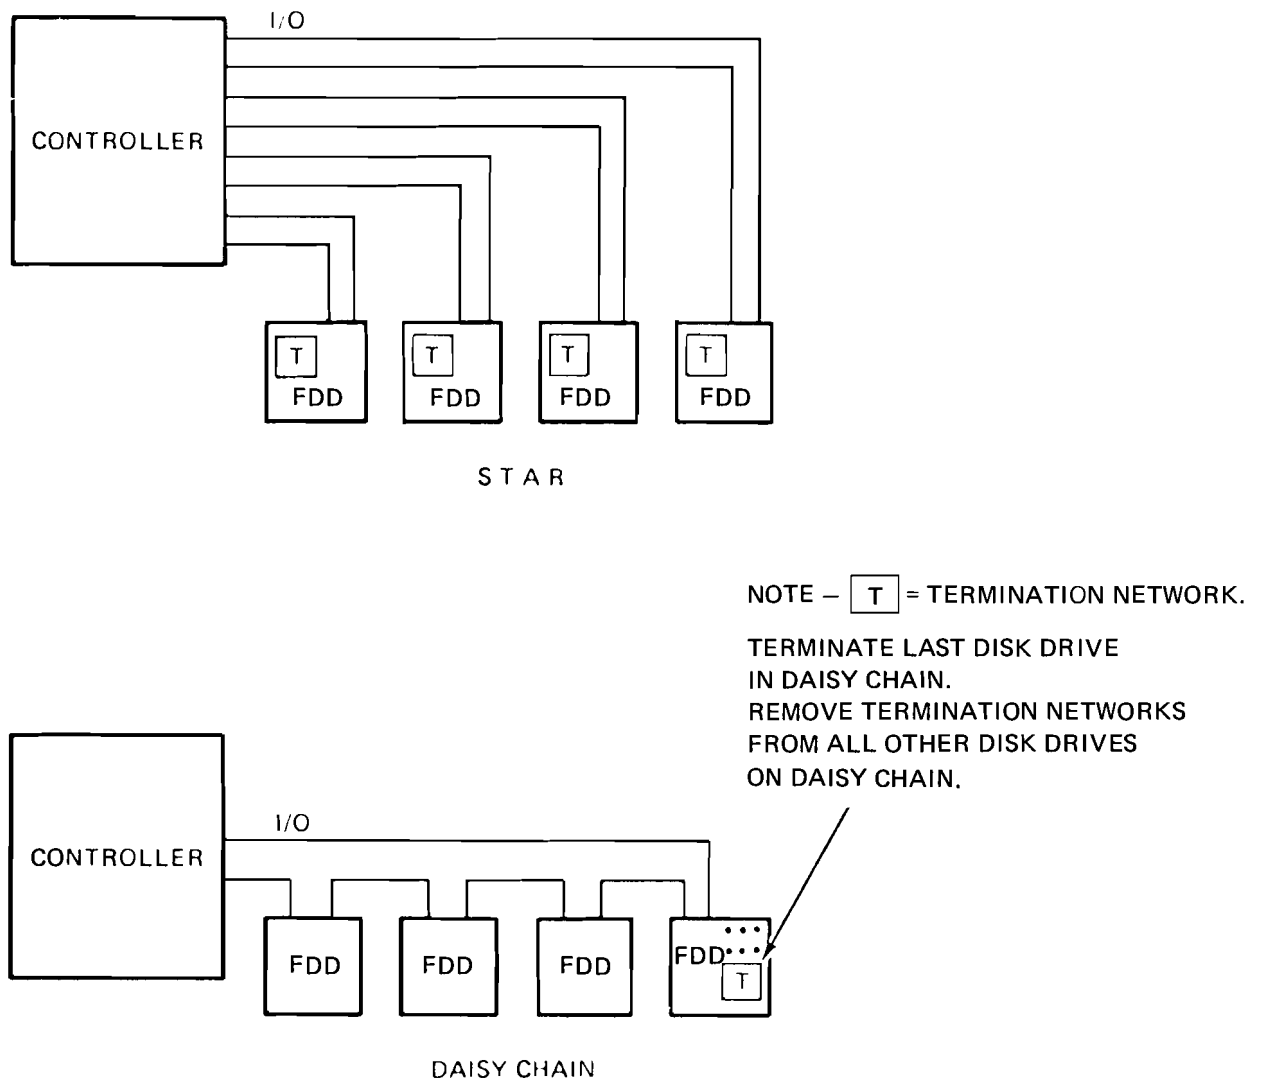 I/O
CONTROLLER
T T T T
FDD FDD FDD FDD
STAR
NOTE – T = TERMINATION NETWORK.
TERMINATE LAST DISK DRIVE
IN DAISY CHAIN.
REMOVE TERMINATION NETWORKS
FROM ALL OTHER DISK DRIVES
ON DAISY CHAIN.
I/O
CONTROLLER
FDD FDD FDD FDD
T
DAISY CHAIN